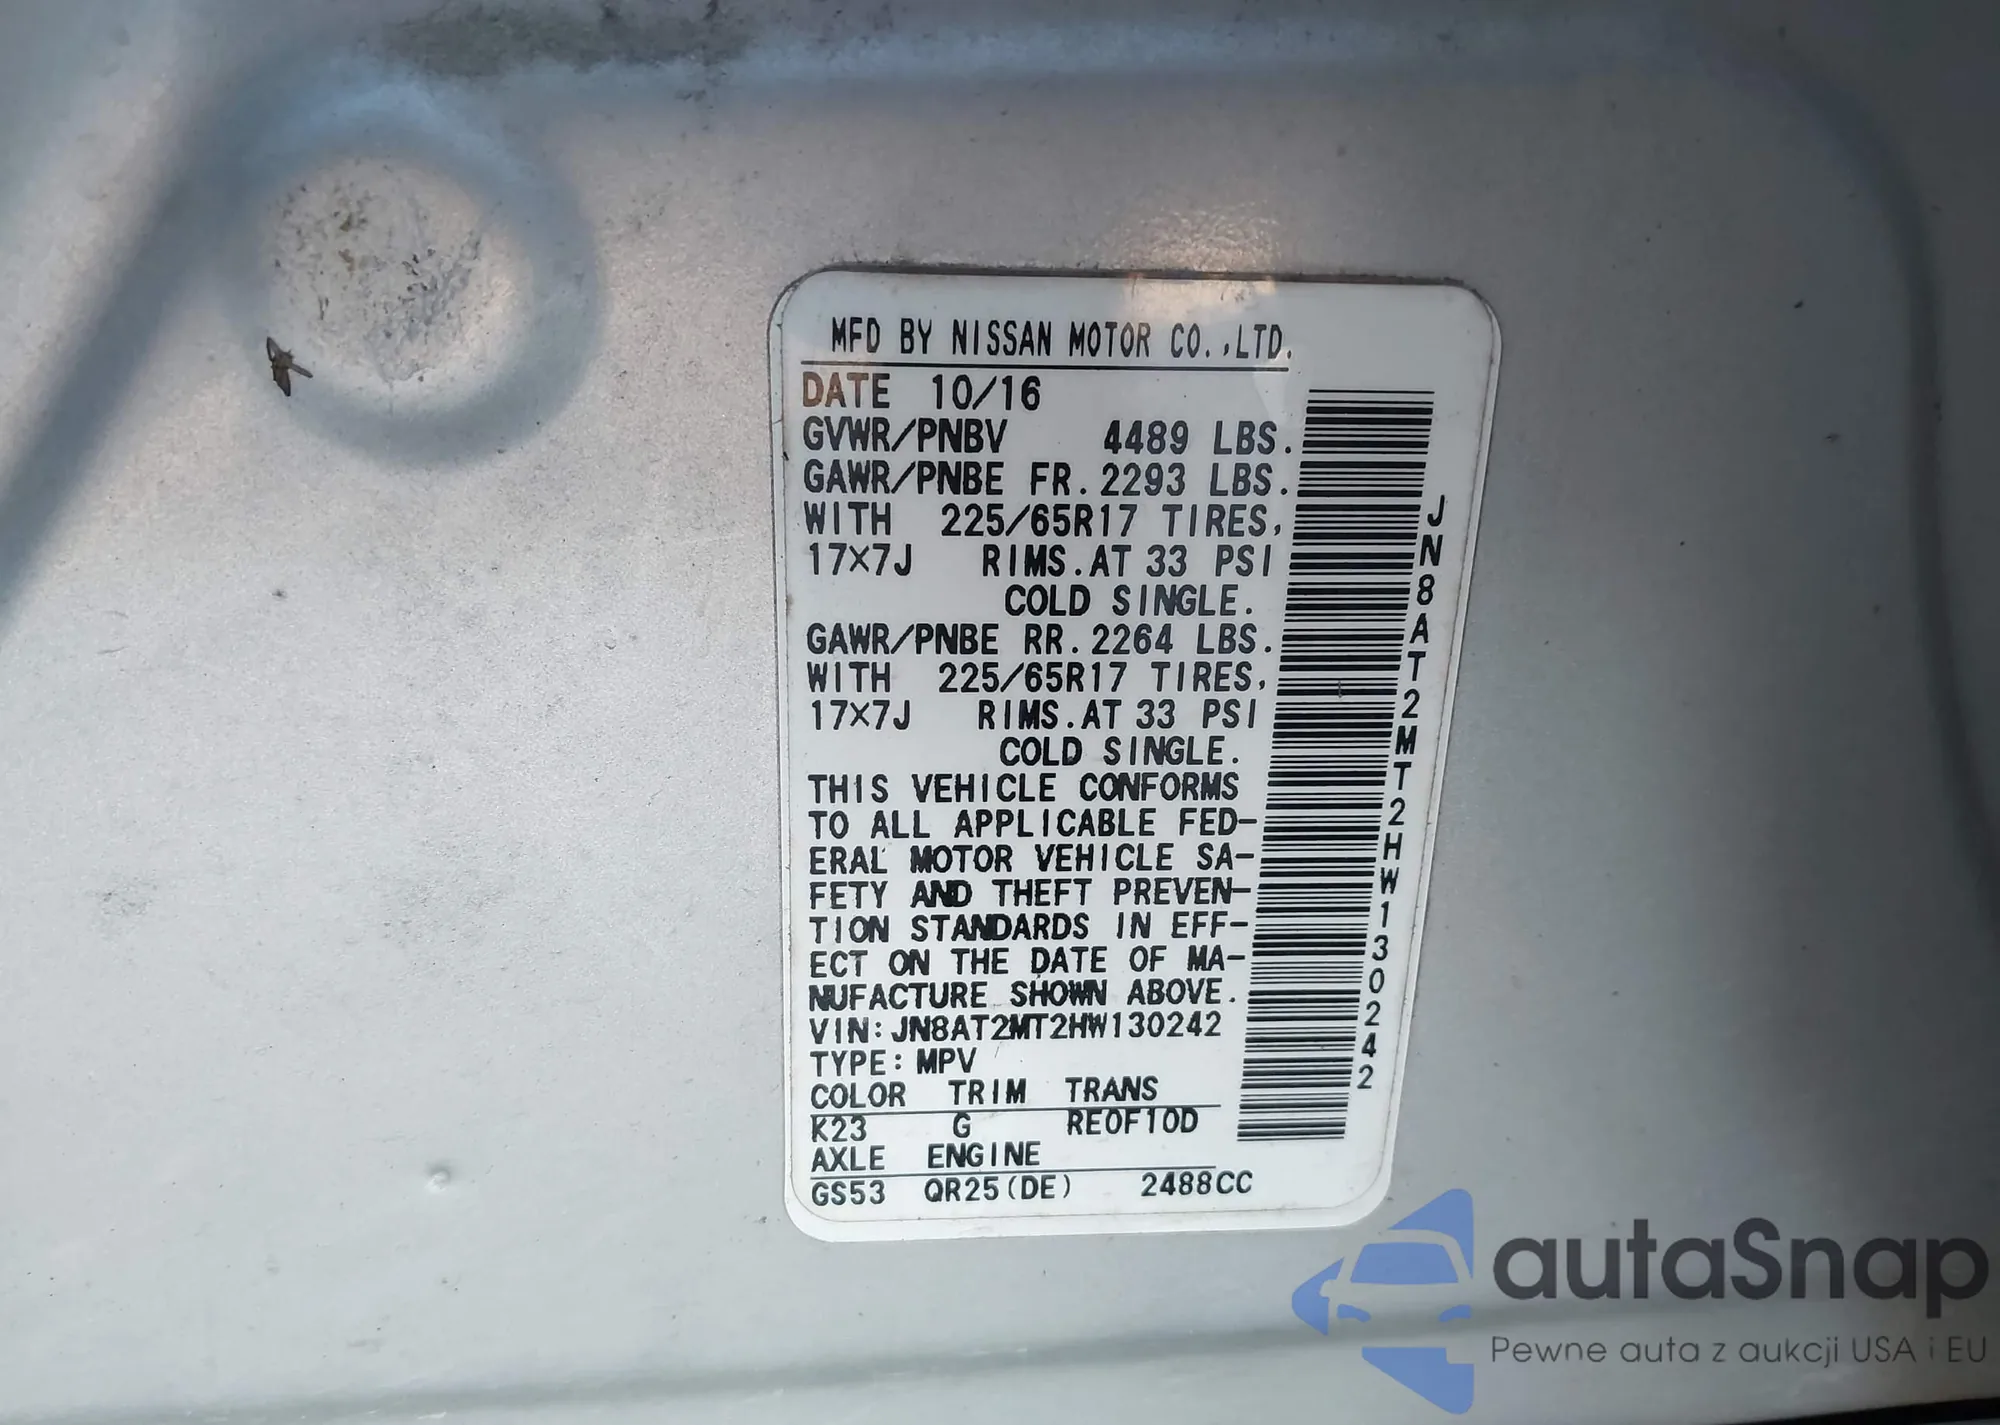 MFD BY NISSAN MOTOR CO.,LTD.
DATE 10/16
GVWR/PNBV 4489 LBS.
GAWR/PNBE FR.2293 LBS.
WITH 225/65R17 TIRES,
17×7J RIMS.AT 33 PSI
COLD SINGLE.
GAWR/PNBE RR.2264 LBS.
WITH 225/65R17 TIRES,
17×7J RIMS.AT 33 PSI
COLD SINGLE.
THIS VEHICLE CONFORMS
TO ALL APPLICABLE FED-
ERAL MOTOR VEHICLE SA-
FETY AND THEFT PREVEN-
TION STANDARDS IN EFF-
ECT ON THE DATE OF MA-
NUFACTURE SHOWN ABOVE.
VIN:JN8AT2MT2HW130242
TYPE:MPV
COLOR TRIM TRANS
K23 G RE0F10D
AXLE ENGINE
GS53 QR25(DE) 2488CC
JN8AT2MT2HW130242
autaSnap
Pewne auta z aukcji USA i EU